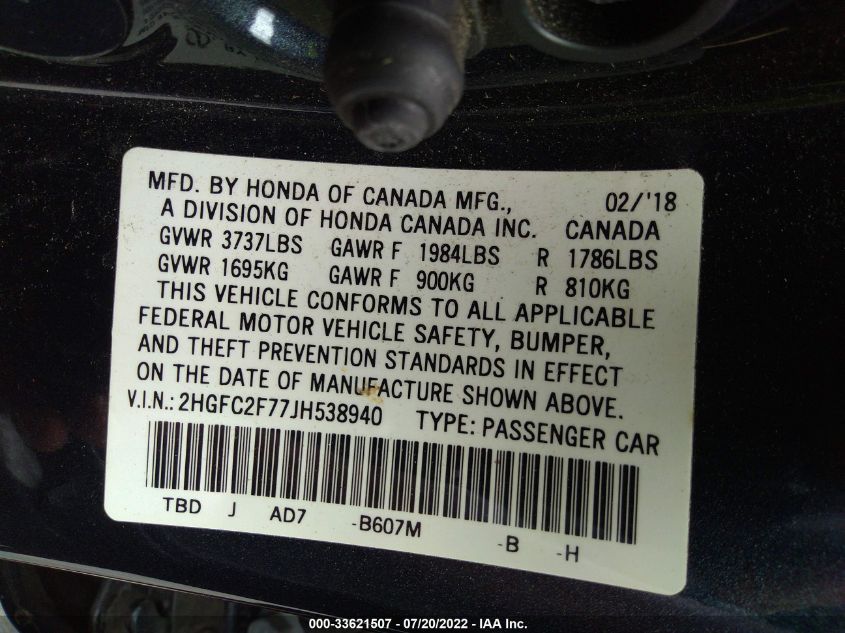 MFD. BY HONDA OF CANADA MFG., 02/'18
A DIVISION OF HONDA CANADA INC. CANADA
GVWR 3737LBS GAWR F 1984LBS R 1786LBS
GVWR 1695KG GAWR F 900KG R 810KG
THIS VEHICLE CONFORMS TO ALL APPLICABLE
FEDERAL MOTOR VEHICLE SAFETY, BUMPER,
AND THEFT PREVENTION STANDARDS IN EFFECT
ON THE DATE OF MANUFACTURE SHOWN ABOVE.
V.I.N.: 2HGFC2F77JH538940 TYPE: PASSENGER CAR
TBD J AD7 -B607M -B -H
000-33621507 - 07/20/2022 - IAA Inc.